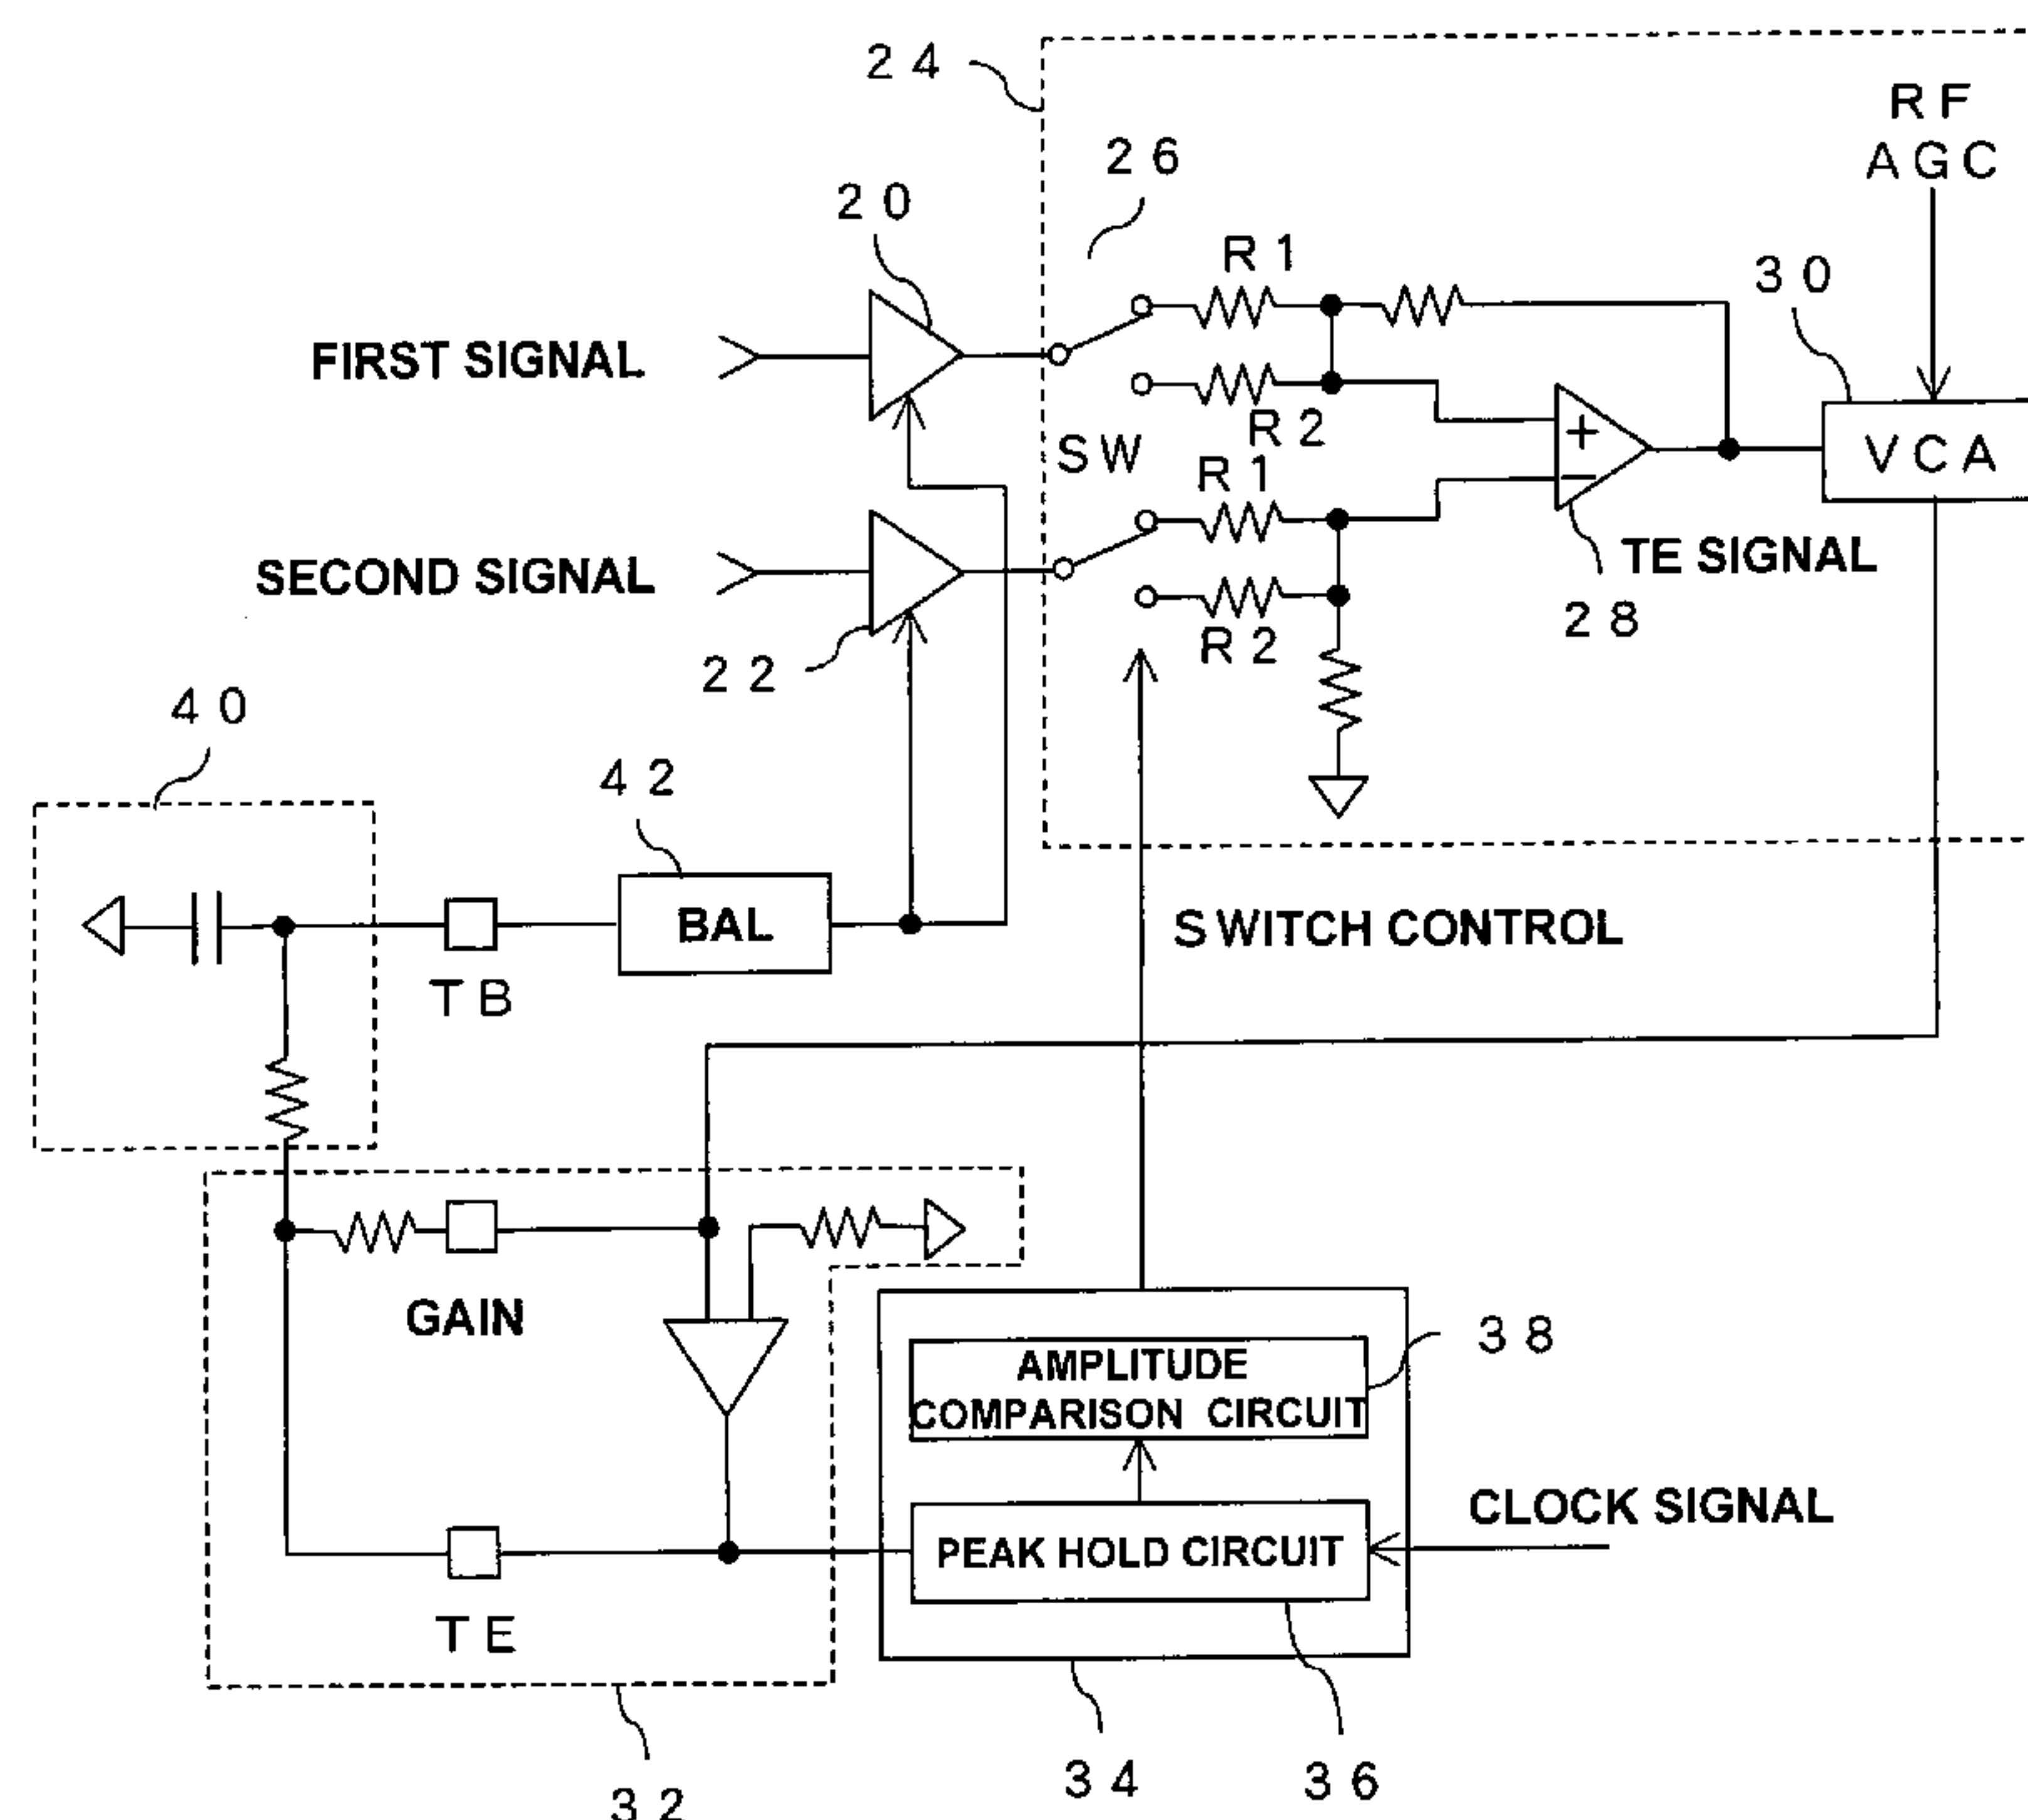 24
RF
AGC
26
20
R1
30
FIRST SIGNAL
R2
+
VCA
SW
R1
−
TE SIGNAL
SECOND SIGNAL
28
R2
22
40
42
BAL
SWITCH CONTROL
TB
GAIN
38
AMPLITUDE
COMPARISON CIRCUIT
CLOCK SIGNAL
PEAK HOLD CIRCUIT
TE
34
36
32